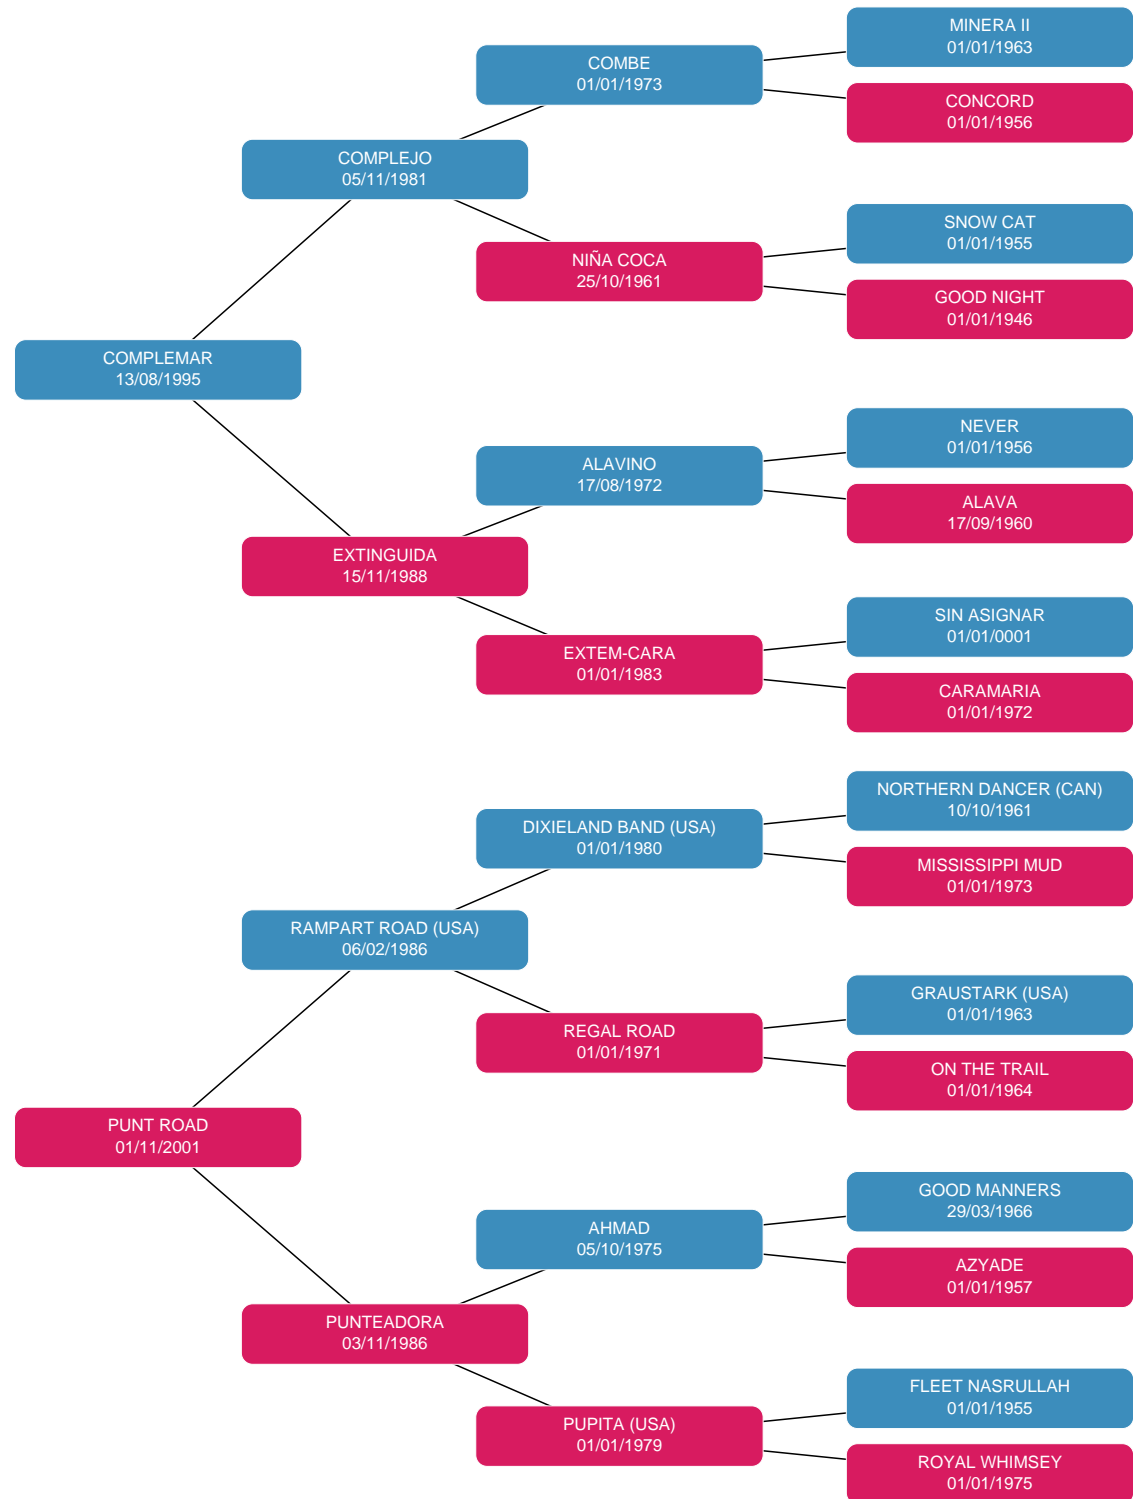 MINERA II
01/01/1963
COMBE
01/01/1973
CONCORD
01/01/1956
COMPLEJO
05/11/1981
SNOW CAT
01/01/1955
NIÑA COCA
25/10/1961
GOOD NIGHT
01/01/1946
COMPLEMAR
13/08/1995
NEVER
01/01/1956
ALAVINO
17/08/1972
ALAVA
17/09/1960
EXTINGUIDA
15/11/1988
SIN ASIGNAR
01/01/0001
EXTEM-CARA
01/01/1983
CARAMARIA
01/01/1972
NORTHERN DANCER (CAN)
10/10/1961
DIXIELAND BAND (USA)
01/01/1980
MISSISSIPPI MUD
01/01/1973
RAMPART ROAD (USA)
06/02/1986
GRAUSTARK (USA)
01/01/1963
REGAL ROAD
01/01/1971
ON THE TRAIL
01/01/1964
PUNT ROAD
01/11/2001
GOOD MANNERS
29/03/1966
AHMAD
05/10/1975
AZYADE
01/01/1957
PUNTEADORA
03/11/1986
FLEET NASRULLAH
01/01/1955
PUPITA (USA)
01/01/1979
ROYAL WHIMSEY
01/01/1975